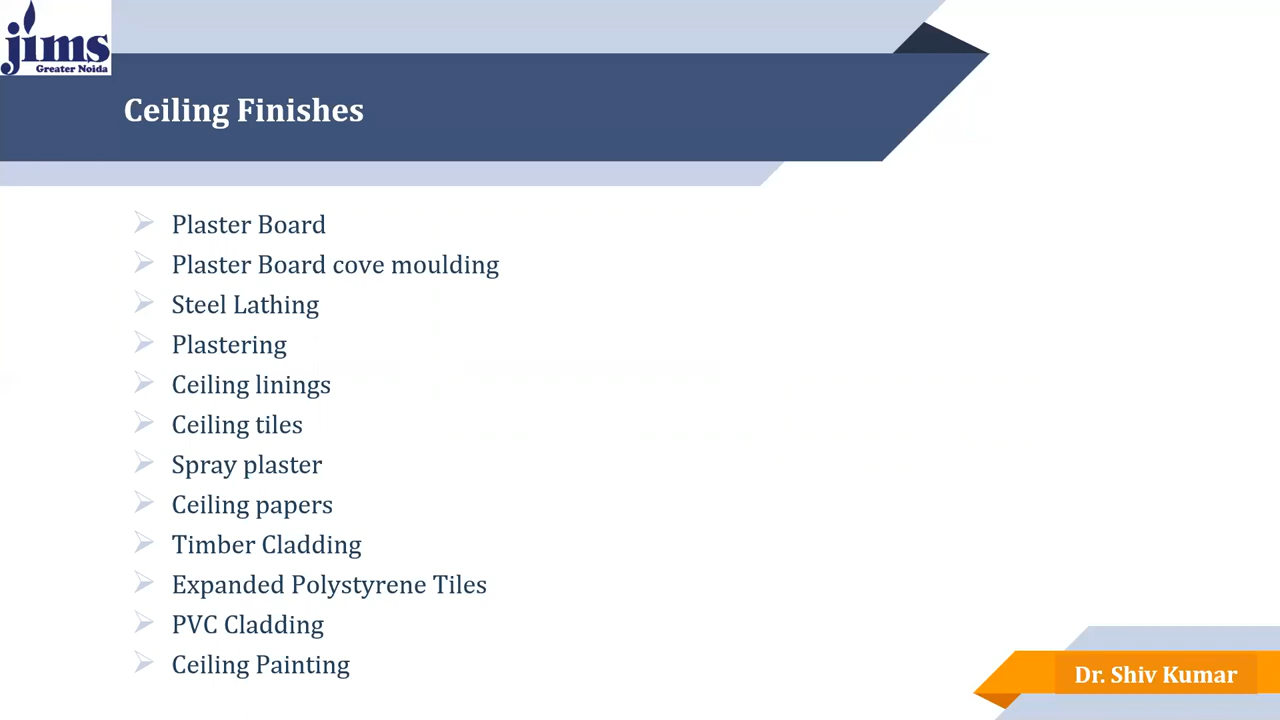 jims
Greater Noida
Ceiling Finishes
Plaster Board
Plaster Board cove moulding
Steel Lathing
Plastering
Ceiling linings
Ceiling tiles
Spray plaster
Ceiling papers
Timber Cladding
Expanded Polystyrene Tiles
PVC Cladding
Ceiling Painting
Dr. Shiv Kumar